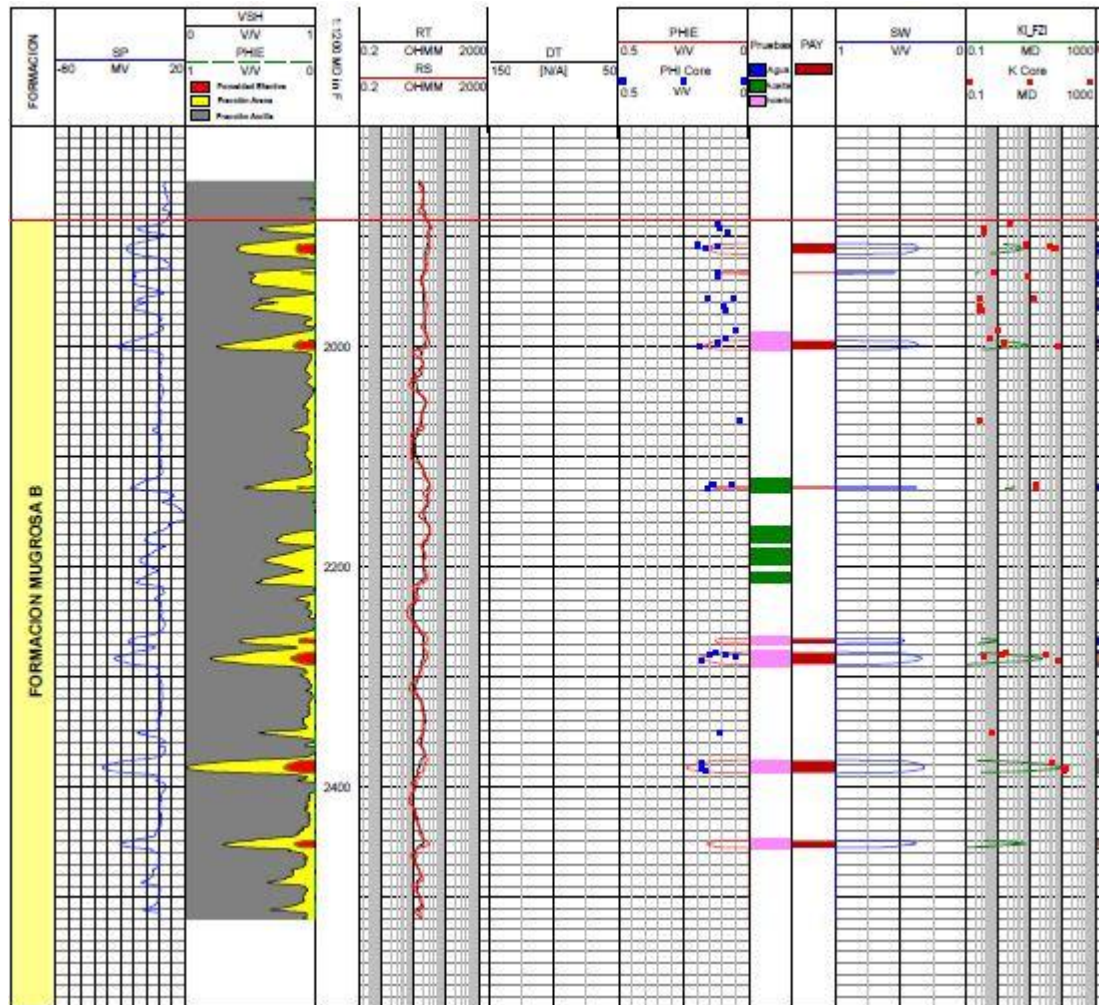 FORMACION
SP
-80 MV 20
VSH
0 V/V 1
PHIE
1 V/V 0
Porosidad Efectiva
Fracción Arena
Fracción Arcilla
1:1200 MD in F
RT
0.2 OHMM 2000
RS
0.2 OHMM 2000
DT
150 [N/A] 50
PHIE
0.5 V/V 0
PHI Core
0.5 V/V 0
Pruebas
Agua
Aceite
PAY
SW
1 V/V 0
KI_FZI
0.1 MD 1000
K Core
0.1 MD 1000
FORMACION MUGROSA B
2000
2200
2400